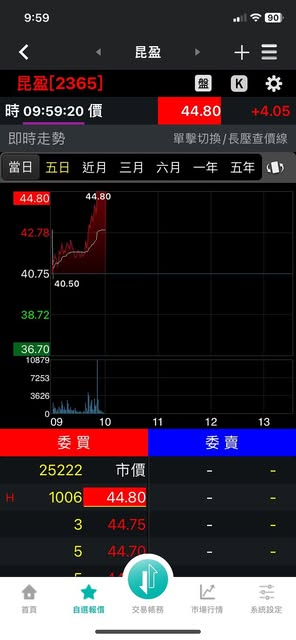 9:59
90
昆盈
昆盈[2365]
盤 K
時 09:59:20 價 44.80 +4.05
即時走勢 單擊切換/長壓查價線
當日 五日 近月 三月 六月 一年 五年
44.80 44.80
42.78
40.75
40.50
38.72
36.70
10879
7253
3626
0
09 10 11 12 13
委買 委賣
25222 市價 - -
H 1006 44.80 - -
3 44.75 - -
5 44.70 - -
首頁 自選報價 交易帳務 市場行情 系統設定